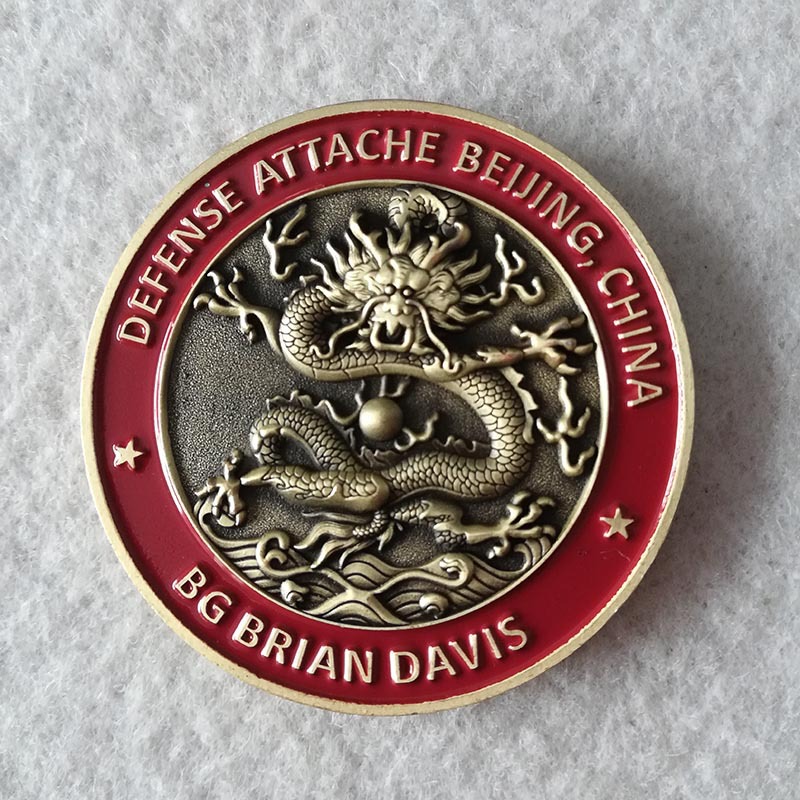 DEFENSE ATTACHE BEIJING, CHINA
BG BRIAN DAVIS